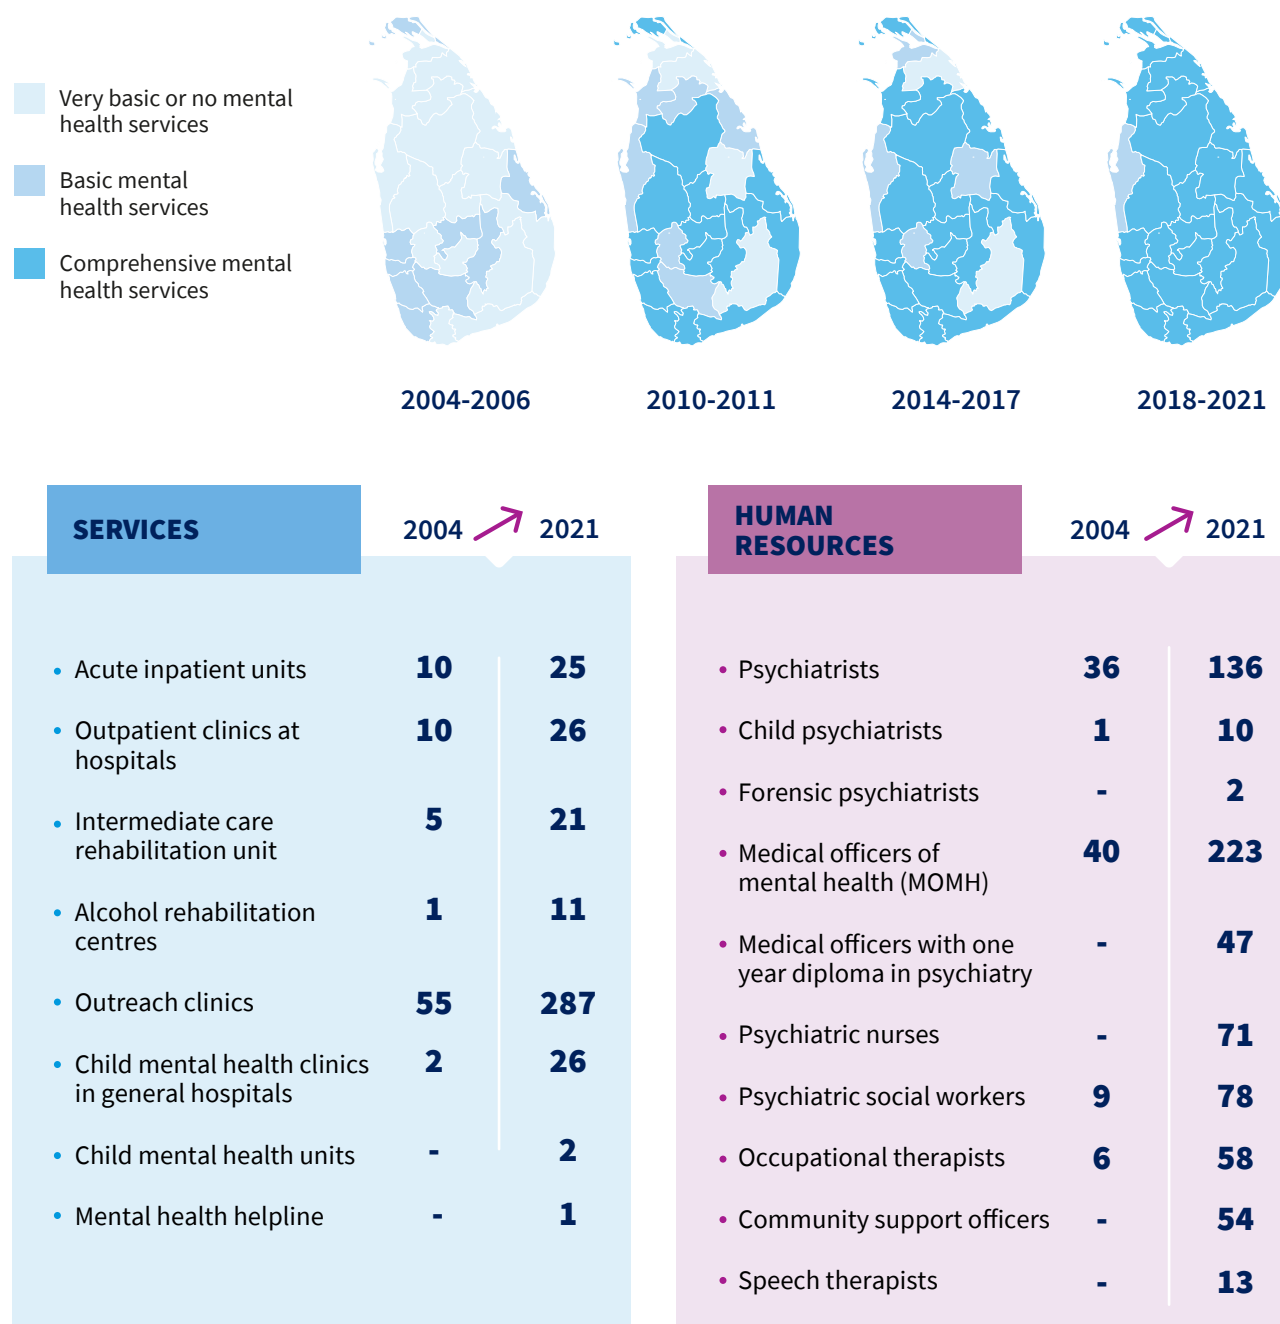 Very basic or no mental
health services
Basic mental
health services
Comprehensive mental
health services
2004-2006
2010-2011
2014-2017
2018-2021
SERVICES
2004
2021
• Acute inpatient units 10 25
• Outpatient clinics at 10 26
hospitals
• Intermediate care 5 21
rehabilitation unit
• Alcohol rehabilitation 1 11
centres
• Outreach clinics 55 287
• Child mental health clinics 2 26
in general hospitals
• Child mental health units - 2
• Mental health helpline - 1
HUMAN
RESOURCES
2004
2021
• Psychiatrists 36 136
• Child psychiatrists 1 10
• Forensic psychiatrists - 2
• Medical officers of 40 223
mental health (MOMH)
• Medical officers with one - 47
year diploma in psychiatry
• Psychiatric nurses - 71
• Psychiatric social workers 9 78
• Occupational therapists 6 58
• Community support officers - 54
• Speech therapists - 13